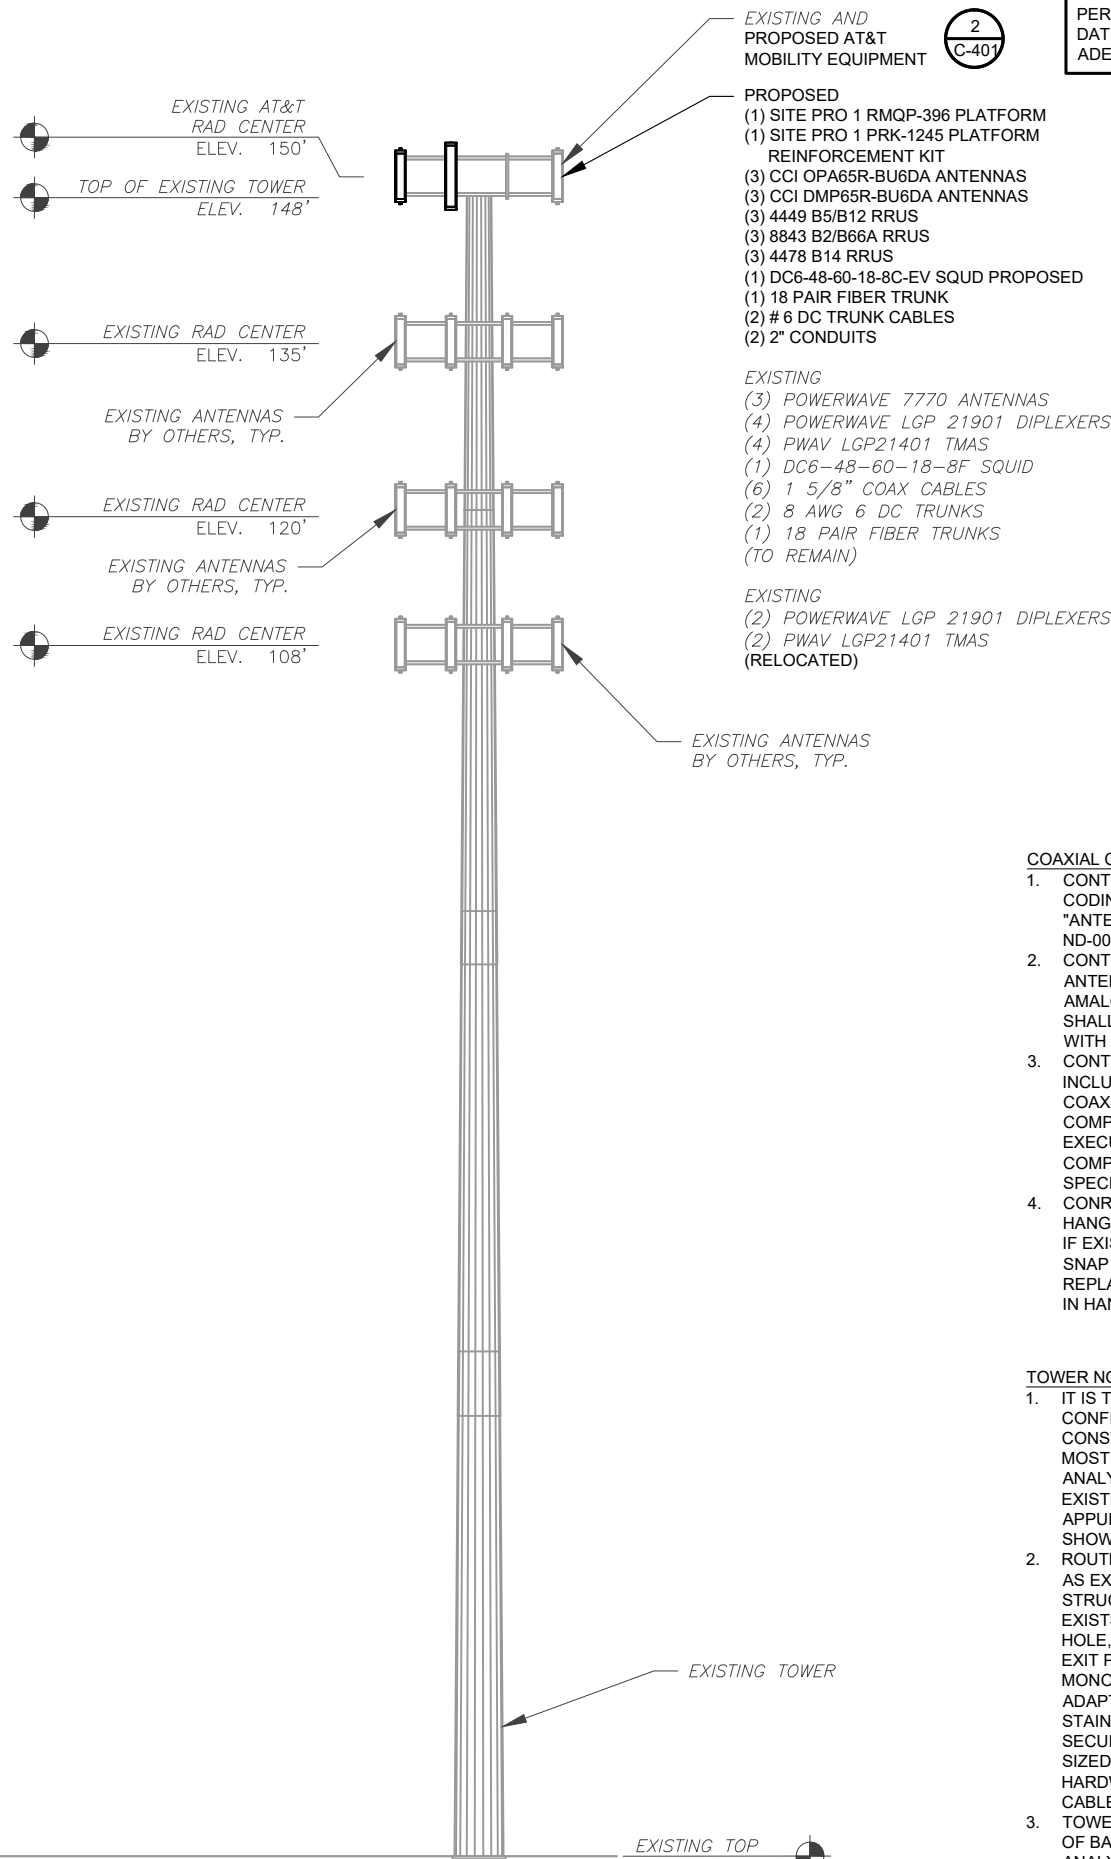 EXISTING AND
PROPOSED AT&T
MOBILITY EQUIPMENT
2
C-401
PER
DAT
ADE
PROPOSED
(1) SITE PRO 1 RMQP-396 PLATFORM
(1) SITE PRO 1 PRK-1245 PLATFORM
REINFORCEMENT KIT
(3) CCI OPA65R-BU6DA ANTENNAS
(3) CCI DMP65R-BU6DA ANTENNAS
(3) 4449 B5/B12 RRUS
(3) 8843 B2/B66A RRUS
(3) 4478 B14 RRUS
(1) DC6-48-60-18-8C-EV SQUD PROPOSED
(1) 18 PAIR FIBER TRUNK
(2) # 6 DC TRUNK CABLES
(2) 2" CONDUITS
EXISTING
(3) POWERWAVE 7770 ANTENNAS
(4) POWERWAVE LGP 21901 DIPLEXERS
(4) PWAV LGP21401 TMAS
(1) DC6-48-60-18-8F SQUID
(6) 1 5/8" COAX CABLES
(2) 8 AWG 6 DC TRUNKS
(1) 18 PAIR FIBER TRUNKS
(TO REMAIN)
EXISTING
(2) POWERWAVE LGP 21901 DIPLEXERS
(2) PWAV LGP21401 TMAS
(RELOCATED)
EXISTING AT&T
RAD CENTER
ELEV. 150'
TOP OF EXISTING TOWER
ELEV. 148'
EXISTING RAD CENTER
ELEV. 135'
EXISTING ANTENNAS
BY OTHERS, TYP.
EXISTING RAD CENTER
ELEV. 120'
EXISTING ANTENNAS
BY OTHERS, TYP.
EXISTING RAD CENTER
ELEV. 108'
EXISTING ANTENNAS
BY OTHERS, TYP.
EXISTING TOWER
EXISTING TOP
COAXIAL
1. CONT
CODIN
"ANTE
ND-00
2. CONT
ANTE
AMAL
SHALL
WITH
3. CONT
INCLU
COAX
COMP
EXECU
COMP
SPECI
4. CONR
HANG
IF EXIS
SNAP
REPLA
IN HAN
TOWER NO
1. IT IS T
CONFI
CONST
MOST
ANALY
EXIST
APPU
SHOW
2. ROUT
AS EX
STRUC
EXIST
HOLE,
EXIT P
MONO
ADAPT
STAIN
SECU
SIZED
HARD
CABLE
3. TOWE
OF BA